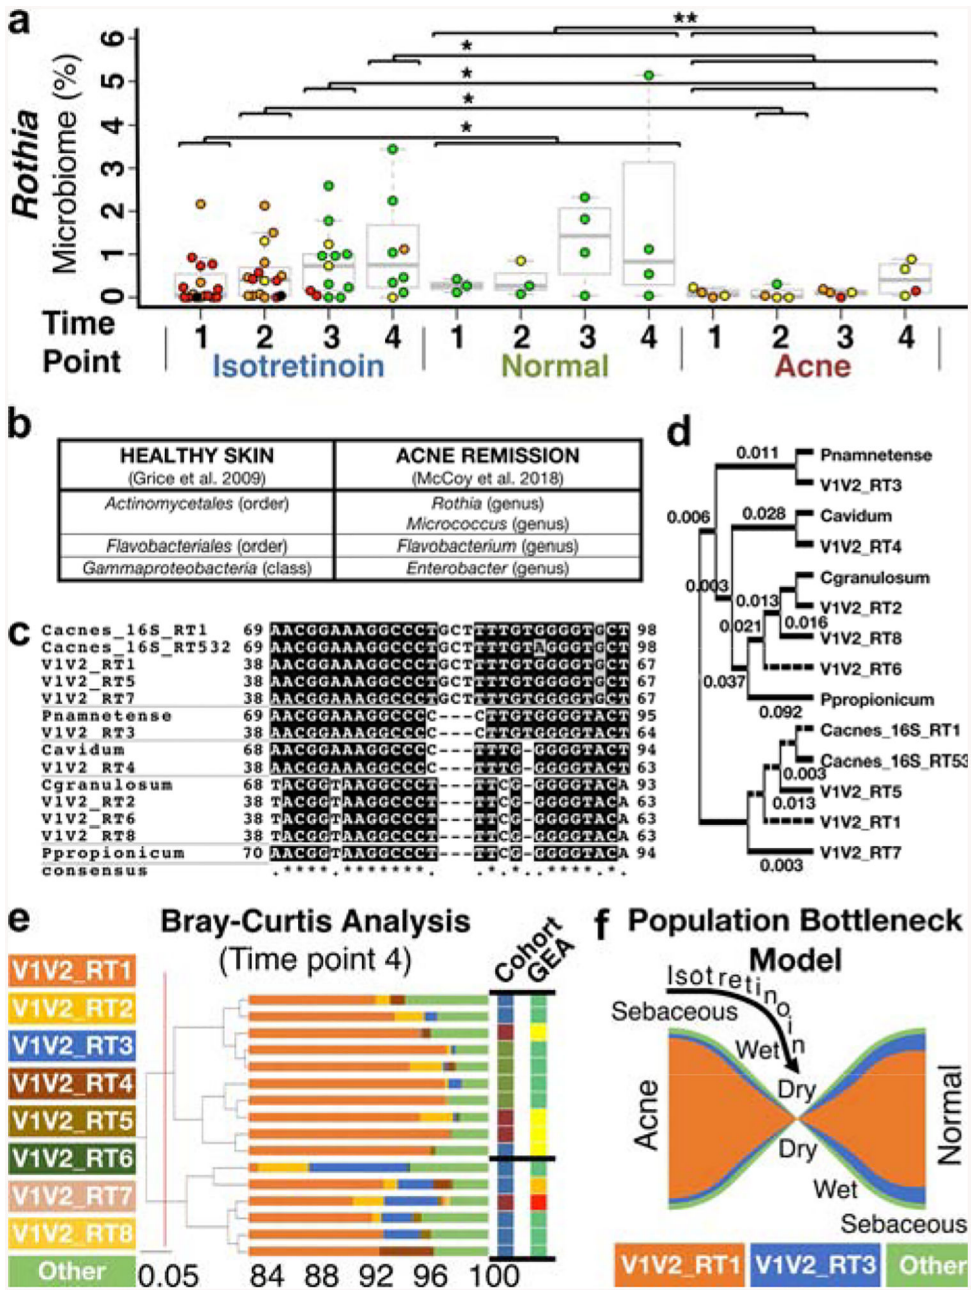 a
Rothia
Microbiome (%)
6
5
4
3
2
1
0
**
*
*
*
*
Time Point
1 2 3 4 1 2 3 4 1 2 3 4
Isotretinoin Normal Acne
b
HEALTHY SKIN ACNE REMISSION
(Grice et al. 2009) (McCoy et al. 2018)
Actinomycetales (order) Rothia (genus)
Micrococcus (genus)
Flavobacteriales (order) Flavobacterium (genus)
Gammaproteobacteria (class) Enterobacter (genus)
c
Cacnes_16S_RT1 69 AACGGAAAGGCCCTGCTTTTGTGGGGTGCT 98
Cacnes_16S_RT532 69 AACGGAAAGGCCCTGCTTTTGTAGGGTGCT 98
V1V2_RT1 38 AACGGAAAGGCCCTGCTTTTGTGGGGTGCT 67
V1V2_RT5 38 AACGGAAAGGCCCTGCTTTTGTGGGGTGCT 67
V1V2_RT7 38 AACGGAAAGGCCCTGCTTTTGTGGGGTGCT 67
Pnamnetense 69 AACGGAAAGGCCCC---CTTGTGGGGTACT 95
V1V2_RT3 38 AACGGAAAGGCCCC---CTTGTGGGGTACT 64
Cavidum 68 AACGGAAAGGCCCC---TTTG-GGGGTACT 94
V1V2_RT4 38 AACGGAAAGGCCCC---TTTG-GGGGTACT 63
Cgranulosum 68 TACGGTAAGGCCCT---TTCG-GGGGTACA 93
V1V2_RT2 38 TACGGTAAGGCCCT---TTCG-GGGGTACA 63
V1V2_RT6 38 TACGGTAAGGCCCT---TTCG-GGGGTACA 63
V1V2_RT8 38 TACGGTAAGGCCCT---TTCG-GGGGTACA 63
Ppropionicum 70 AACGGTAAGGCCCT---TTCG-GGGGTACA 94
consensus
d
0.011
0.006
0.028
0.003
0.013
0.016
0.021
0.037
0.092
0.003
0.013
0.003
Pnamnetense
V1V2_RT3
Cavidum
V1V2_RT4
Cgranulosum
V1V2_RT2
V1V2_RT8
V1V2_RT6
Ppropionicum
Cacnes_16S_RT1
Cacnes_16S_RT53
V1V2_RT5
V1V2_RT1
V1V2_RT7
e
Bray-Curtis Analysis
(Time point 4)
Cohort
GEA
V1V2_RT1
V1V2_RT2
V1V2_RT3
V1V2_RT4
V1V2_RT5
V1V2_RT6
V1V2_RT7
V1V2_RT8
Other
0.05
84 88 92 96 100
f
Population Bottleneck
Model
Isotretinoin
Sebaceous
Wet
Dry
Acne
Normal
Dry
Wet
Sebaceous
V1V2_RT1 V1V2_RT3 Other